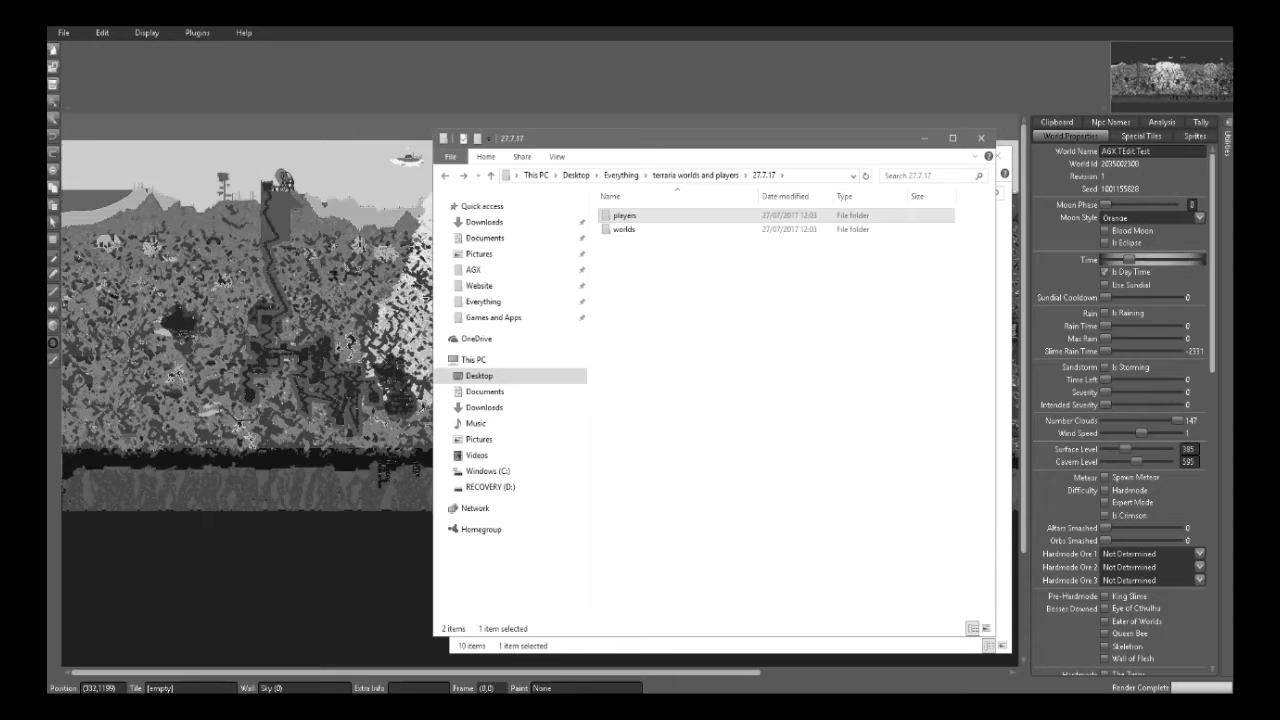 File Edit Display Plugins Help
27.7.17
File Home Share View
This PC Desktop Everything terraria worlds and players 27.7.17
Search 27.7.17
Name Date modified Type Size
players 27/07/2017 12:03 File folder
worlds 27/07/2017 12:03 File folder
Quick access
Downloads
Documents
Pictures
AGX
Website
Everything
Games and Apps
OneDrive
This PC
Desktop
Documents
Downloads
Music
Pictures
Videos
Windows (C:)
RECOVERY (D:)
Network
Homegroup
2 items 1 item selected
10 items 1 item selected
Clipboard Npc Names Analysis Tally
World Properties Special Tiles Sprites
Utilities
World Name AGX TEdit Test
World Id 2035002308
Revision 1
Seed 1001155828
Moon Phase 0
Moon Style Orange
Blood Moon
Is Eclipse
Time
Is Day Time
Use Sundial
Sundial Cooldown 0
Rain Is Raining
Rain Time 0
Max Rain 0
Slime Rain Time -2331
Sandstorm Is Storming
Time Left 0
Severity 0
Intended Severity 0
Number Clouds 147
Wind Speed 1
Surface Level 385
Cavern Level 595
Meteor Spawn Meteor
Difficulty Hardmode
Expert Mode
Is Crimson
Altars Smashed 0
Orbs Smashed 0
Hardmode Ore 1 Not Determined
Hardmode Ore 2 Not Determined
Hardmode Ore 3 Not Determined
Pre-Hardmode King Slime
Bosses Downed Eye of Cthulhu
Eater of Worlds
Queen Bee
Skeletron
Wall of Flesh
Position (332,1199) Tile [empty] Wall Sky (0) Extra Info Frame (0,0) Paint None
Render Complete